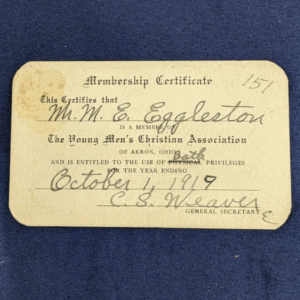 Membership Certificate
151
This Certifies that
Mr. M. E. Eggleston
IS A MEMBER OF
The Young Men's Christian Association
OF AKRON, OHIO
Bath
AND IS ENTITLED TO THE USE OF PHYSICAL PRIVILEGES
FOR THE YEAR ENDING
October 1, 1919
C. S. Weaver
GENERAL SECRETARY